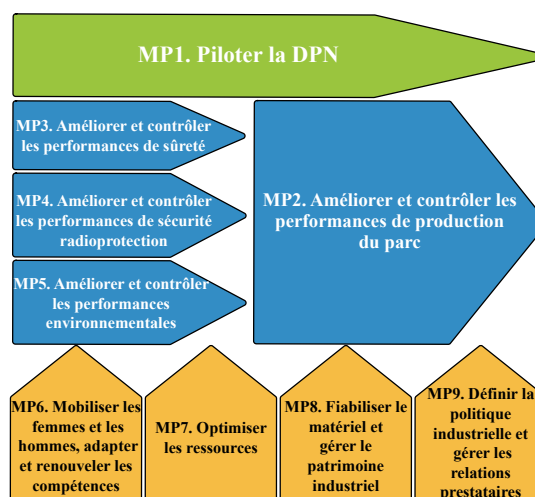 MP1. Piloter la DPN
MP3. Améliorer et contrôler
les performances de sûreté
MP4. Améliorer et contrôler
les performances de sécurité
radioprotection
MP5. Améliorer et contrôler
les performances
environnementales
MP2. Améliorer et contrôler les
performances de production
du parc
MP6. Mobiliser les
femmes et les
hommes, adapter
et renouveler les
compétences
MP7. Optimiser
les ressources
MP8. Fiabiliser le
matériel et
gérer le
patrimoine
industriel
MP9. Définir la
politique
industrielle et
gérer les
relations
prestataires